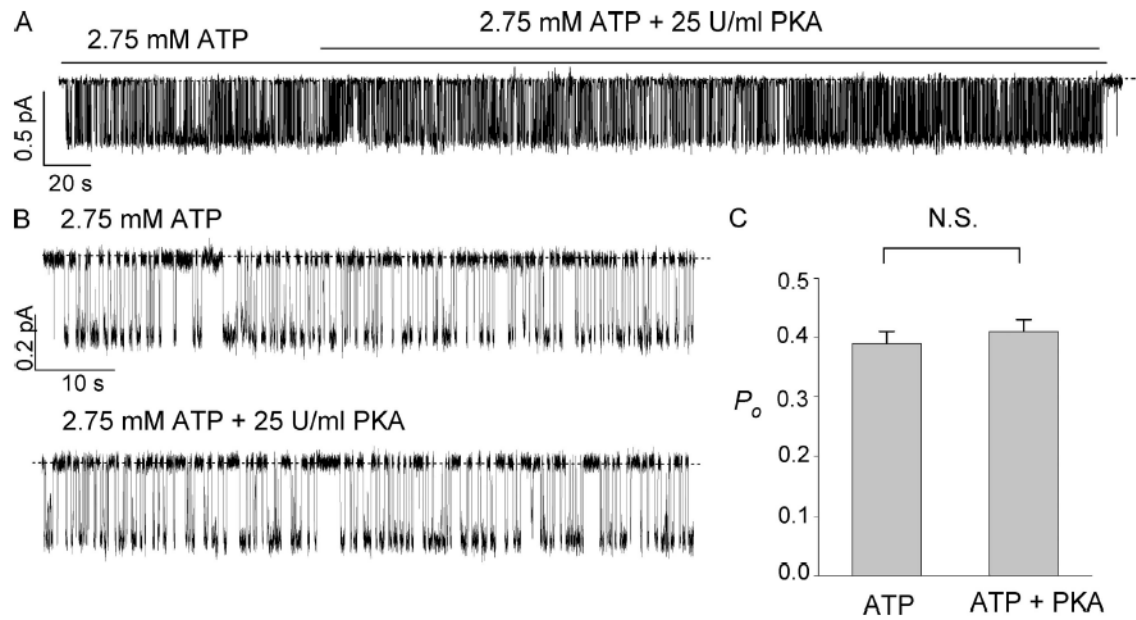 A
2.75 mM ATP
2.75 mM ATP + 25 U/ml PKA
0.5 pA
20 s
B
2.75 mM ATP
0.2 pA
10 s
2.75 mM ATP + 25 U/ml PKA
C
N.S.
0.5
0.4
0.3
0.2
0.1
0.0
Po
ATP
ATP + PKA